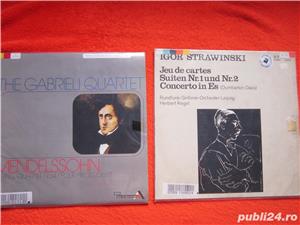 THE GABRIELI QUARTET
MENDELSSOHN
IGOR STRAWINSKI
Jeu de cartes
Suiten Nr. 1 und Nr. 2
Concerto in Es (Dumbarton Oaks)
Rundfunk-Sinfonie-Orchester Leipzig
Herbert Kegel
publi24.ro